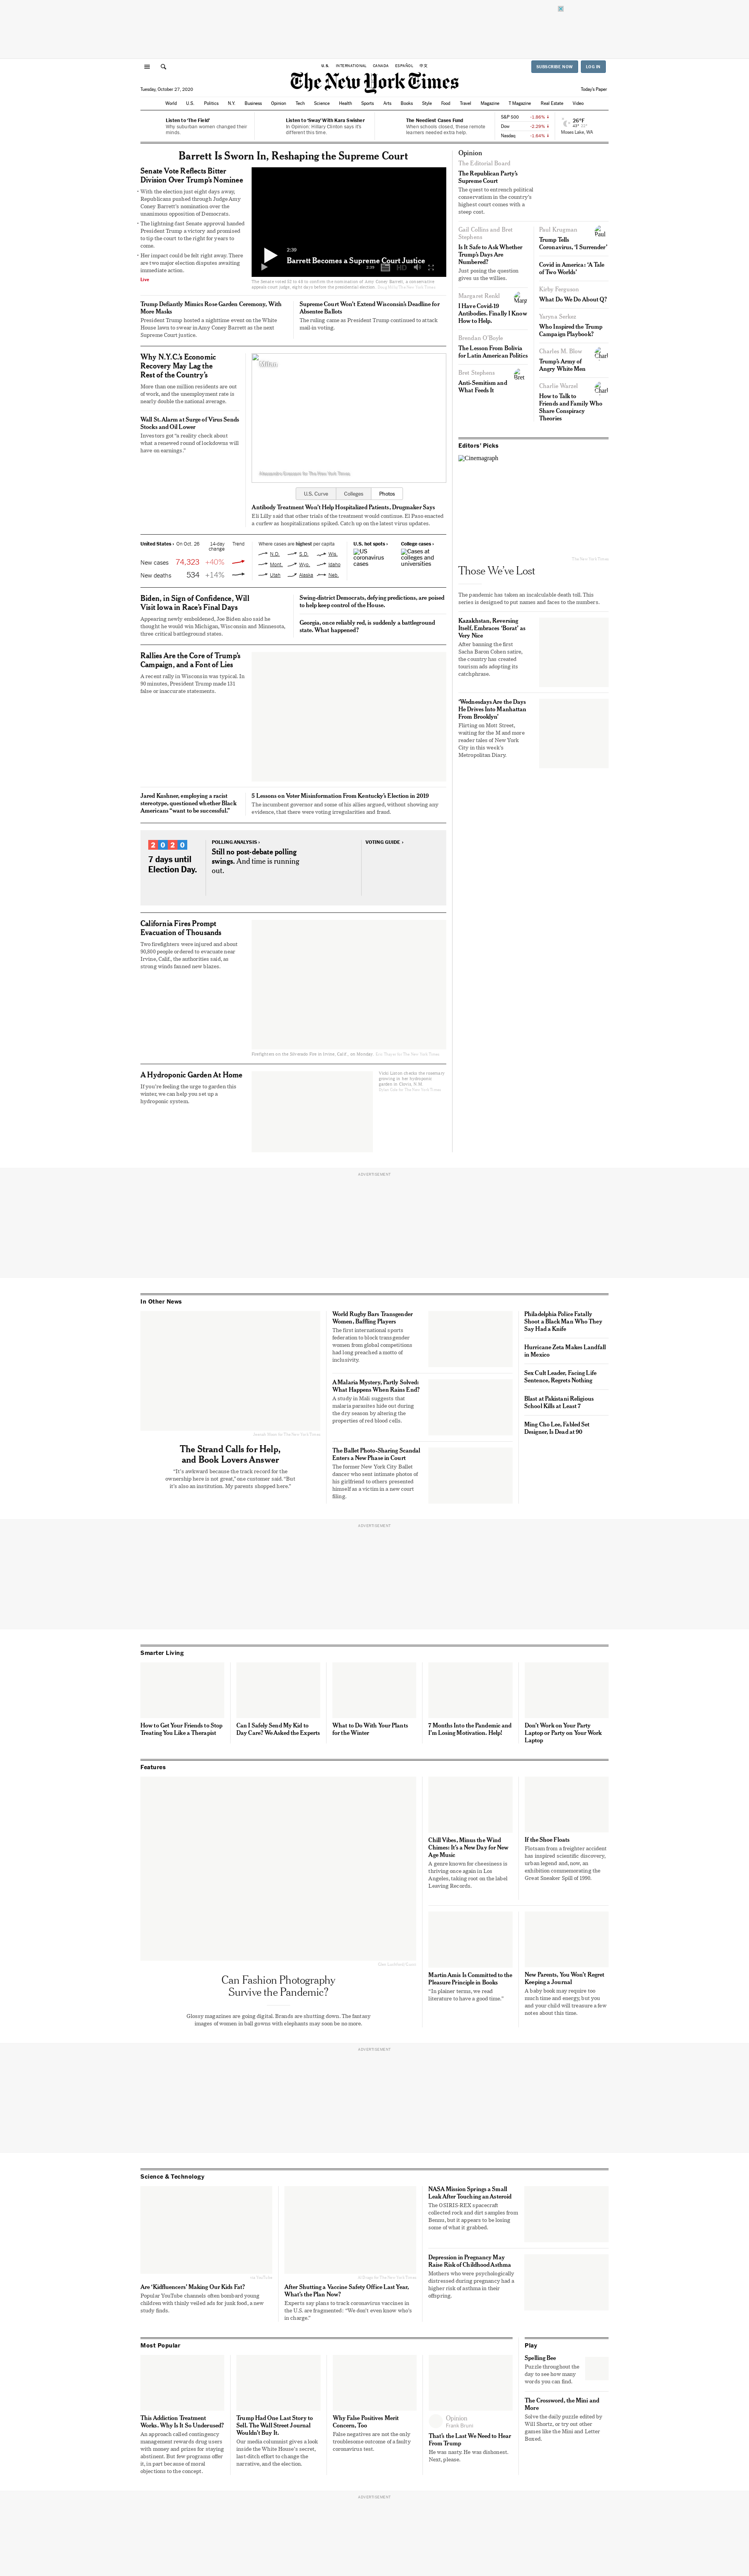 U.S. INTERNATIONAL CANADA ESPAÑOL 中文
SUBSCRIBE NOW LOG IN
Tuesday, October 27, 2020
The New York Times
Today's Paper
World U.S. Politics N.Y. Business Opinion Tech Science Health Sports Arts Books Style Food Travel Magazine T Magazine Real Estate Video
Listen to 'The Field'
Why suburban women changed their
minds.
Listen to 'Sway' With Kara Swisher
In Opinion: Hillary Clinton says it's
different this time.
The Neediest Cases Fund
When schools closed, these remote
learners needed extra help.
S&P 500 -1.86% ↓
Dow -2.29% ↓
Nasdaq -1.64% ↓
26°F
Moses Lake, WA
Barrett Is Sworn In, Reshaping the Supreme Court
Senate Vote Reflects Bitter
Division Over Trump's Nominee
• With the election just eight days away,
Republicans pushed through Judge Amy
Coney Barrett's nomination over the
unanimous opposition of Democrats.
• The lightning-fast Senate approval handed
President Trump a victory and promised
to tip the court to the right for years to
come.
• Her impact could be felt right away. There
are two major election disputes awaiting
immediate action.
Live
2:39
Barrett Becomes a Supreme Court Justice
2:39 HD
The Senate voted 52 to 48 to confirm the nomination of Amy Coney Barrett, a conservative
appeals court judge, eight days before the presidential election. Doug Mills/The New York Times
Trump Defiantly Mimics Rose Garden Ceremony, With
More Masks
President Trump hosted a nighttime event on the White
House lawn to swear in Amy Coney Barrett as the next
Supreme Court justice.
Supreme Court Won't Extend Wisconsin's Deadline for
Absentee Ballots
The ruling came as President Trump continued to attack
mail-in voting.
Why N.Y.C.'s Economic
Recovery May Lag the
Rest of the Country's
More than one million residents are out
of work, and the unemployment rate is
nearly double the national average.
Wall St. Alarm at Surge of Virus Sends
Stocks and Oil Lower
Investors got "a reality check about
what a renewed round of lockdowns will
have on earnings."
Milan
Alessandro Grassani for The New York Times
U.S. Curve Colleges Photos
Antibody Treatment Won't Help Hospitalized Patients, Drugmaker Says
Eli Lilly said that other trials of the treatment would continue. El Paso enacted
a curfew as hospitalizations spiked. Catch up on the latest virus updates.
United States › On Oct. 26 14-day
change Trend
New cases 74,323 +40%
New deaths 534 +14%
Where cases are highest per capita
N.D. S.D. Wis.
Mont. Wyo. Idaho
Utah Alaska Neb.
U.S. hot spots ›
US
coronavirus
cases
College cases ›
Cases at
colleges and
universities
Biden, in Sign of Confidence, Will
Visit Iowa in Race's Final Days
Appearing newly emboldened, Joe Biden also said he
thought he would win Michigan, Wisconsin and Minnesota,
three critical battleground states.
Swing-district Democrats, defying predictions, are poised
to help keep control of the House.
Georgia, once reliably red, is suddenly a battleground
state. What happened?
Rallies Are the Core of Trump's
Campaign, and a Font of Lies
A recent rally in Wisconsin was typical. In
90 minutes, President Trump made 131
false or inaccurate statements.
Jared Kushner, employing a racist
stereotype, questioned whether Black
Americans "want to be successful."
5 Lessons on Voter Misinformation From Kentucky's Election in 2019
The incumbent governor and some of his allies argued, without showing any
evidence, that there were voting irregularities and fraud.
2020
7 days until
Election Day.
POLLING ANALYSIS ›
Still no post-debate polling
swings. And time is running
out.
VOTING GUIDE ›
California Fires Prompt
Evacuation of Thousands
Two firefighters were injured and about
90,800 people ordered to evacuate near
Irvine, Calif., the authorities said, as
strong winds fanned new blazes.
Firefighters on the Silverado Fire in Irvine, Calif., on Monday. Eric Thayer for The New York Times
A Hydroponic Garden At Home
If you're feeling the urge to garden this
winter, we can help you set up a
hydroponic system.
Opinion
The Editorial Board
The Republican Party's
Supreme Court
The quest to entrench political
conservatism in the country's
highest court comes with a
steep cost.
Gail Collins and Bret
Stephens
Is It Safe to Ask Whether
Trump's Days Are
Numbered?
Just posing the question
gives us the willies.
Margaret Renkl
I Have Covid-19
Antibodies. Finally I Know
How to Help.
Brendan O'Boyle
The Lesson From Bolivia
for Latin American Politics
Bret Stephens
Anti-Semitism and
What Feeds It
Paul Krugman
Trump Tells
Coronavirus, 'I Surrender'
Covid in America: 'A Tale
of Two Worlds'
Kirby Ferguson
What Do We Do About Q?
Yaryna Serkez
Who Inspired the Trump
Campaign Playbook?
Charles M. Blow
Trump's Army of
Angry White Men
Charlie Warzel
How to Talk to
Friends and Family Who
Share Conspiracy
Theories
Editors' Picks
Cinemagraph
The New York Times
Those We've Lost
The pandemic has taken an incalculable death toll. This
series is designed to put names and faces to the numbers.
Kazakhstan, Reversing
Itself, Embraces 'Borat' as
Very Nice
After banning the first
Sacha Baron Cohen satire,
the country has created
tourism ads adopting its
catchphrase.
'Wednesdays Are the Days
He Drives Into Manhattan
From Brooklyn'
Flirting on Mott Street,
waiting for the M and more
reader tales of New York
City in this week's
Metropolitan Diary.
ADVERTISEMENT
In Other News
The Strand Calls for Help,
and Book Lovers Answer
"It's awkward because the track record for the
ownership here is not great," one customer said. "But
it's also an institution. My parents shopped here."
World Rugby Bars Transgender
Women, Baffling Players
The first international sports
federation to block transgender
women from global competitions
had long preached a motto of
inclusivity.
A Malaria Mystery, Partly Solved:
What Happens When Rains End?
A study in Mali suggests that
malaria parasites hide out during
the dry season by altering the
properties of red blood cells.
The Ballet Photo-Sharing Scandal
Enters a New Phase in Court
The former New York City Ballet
dancer who sent intimate photos of
his girlfriend to others presented
himself as a victim in a new court
filing.
Philadelphia Police Fatally
Shoot a Black Man Who They
Say Had a Knife
Hurricane Zeta Makes Landfall
in Mexico
Sex Cult Leader, Facing Life
Sentence, Regrets Nothing
Blast at Pakistani Religious
School Kills at Least 7
Ming Cho Lee, Fabled Set
Designer, Is Dead at 90
ADVERTISEMENT
Smarter Living
How to Get Your Friends to Stop
Treating You Like a Therapist
Can I Safely Send My Kid to
Day Care? We Asked the Experts
What to Do With Your Plants
for the Winter
7 Months Into the Pandemic and
I'm Losing Motivation. Help!
Don't Work on Your Party
Laptop or Party on Your Work
Laptop
Features
Can Fashion Photography
Survive the Pandemic?
Glossy magazines are going digital. Brands are shutting down. The fantasy
images of women in ball gowns with elephants may soon be no more.
Chill Vibes, Minus the Wind
Chimes: It's a New Day for New
Age Music
A genre known for cheesiness is
thriving once again in Los
Angeles, taking root on the label
Leaving Records.
If the Shoe Floats
Flotsam from a freighter accident
has inspired scientific discovery,
urban legend and, now, an
exhibition commemorating the
Great Sneaker Spill of 1990.
Martin Amis Is Committed to the
Pleasure Principle in Books
"In plainer terms, we read
literature to have a good time."
New Parents, You Won't Regret
Keeping a Journal
A baby book may require too
much time and energy, but you
and your child will treasure a few
notes about this time.
ADVERTISEMENT
Science & Technology
Are 'Kidfluencers' Making Our Kids Fat?
Popular YouTube channels often bombard young
children with thinly veiled ads for junk food, a new
study finds.
After Shutting a Vaccine Safety Office Last Year,
What's the Plan Now?
Experts say plans to track coronavirus vaccines in
the U.S. are fragmented: "We don't even know who's
in charge."
NASA Mission Springs a Small
Leak After Touching an Asteroid
The OSIRIS-REX spacecraft
collected rock and dirt samples from
Bennu, but it appears to be losing
some of what it grabbed.
Depression in Pregnancy May
Raise Risk of Childhood Asthma
Mothers who were psychologically
distressed during pregnancy had a
higher risk of asthma in their
offspring.
Most Popular
This Addiction Treatment
Works. Why Is It So Underused?
An approach called contingency
management rewards drug users
with money and prizes for staying
abstinent. But few programs offer
it, in part because of moral
objections to the concept.
Trump Had One Last Story to
Sell. The Wall Street Journal
Wouldn't Buy It.
Our media columnist gives a look
inside the White House's secret,
last-ditch effort to change the
narrative, and the election.
Why False Positives Merit
Concern, Too
False negatives are not the only
troublesome outcome of a faulty
coronavirus test.
Opinion
Frank Bruni
That's the Last We Need to Hear
From Trump
He was nasty. He was dishonest.
Next, please.
Play
Spelling Bee
Puzzle throughout the
day to see how many
words you can find.
The Crossword, the Mini and
More
Solve the daily puzzle edited by
Will Shortz, or try out other
games like the Mini and Letter
Boxed.
ADVERTISEMENT